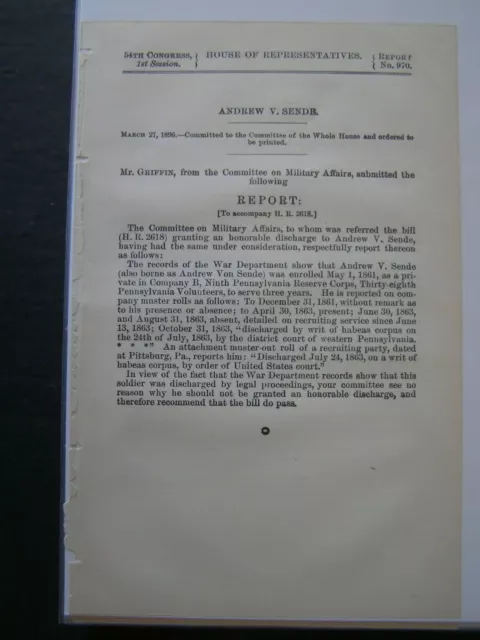 54TH CONGRESS, HOUSE OF REPRESENTATIVES. REPORT
1st Session. No. 970.
ANDREW V. SENDE.
MARCH 27, 1896.—Committed to the Committee of the Whole House and ordered to
be printed.
Mr. GRIFFIN, from the Committee on Military Affairs, submitted the
following
REPORT:
[To accompany H. R. 2618.]
The Committee on Military Affairs, to whom was referred the bill
(H. R. 2618) granting an honorable discharge to Andrew V. Sende,
having had the same under consideration, respectfully report thereon
as follows:
The records of the War Department show that Andrew V. Sende
(also borne as Andrew Von Sende) was enrolled May 1, 1861, as a pri-
vate in Company B, Ninth Pennsylvania Reserve Corps, Thirty-eighth
Pennsylvania Volunteers, to serve three years. He is reported on com-
pany muster rolls as follows: To December 31, 1861, without remark as
to his presence or absence; to April 30, 1863, present; June 30, 1863,
and August 31, 1863, absent, detailed on recruiting service since June
13, 1863; October 31, 1863, “discharged by writ of habeas corpus on
the 24th of July, 1863, by the district court of western Pennsylvania.
* * *” An attachment muster-out roll of a recruiting party, dated
at Pittsburg, Pa., reports him: “Discharged July 24, 1863, on a writ of
habeas corpus, by order of United States court.”
In view of the fact that the War Department records show that this
soldier was discharged by legal proceedings, your committee see no
reason why he should not be granted an honorable discharge, and
therefore recommend that the bill do pass.